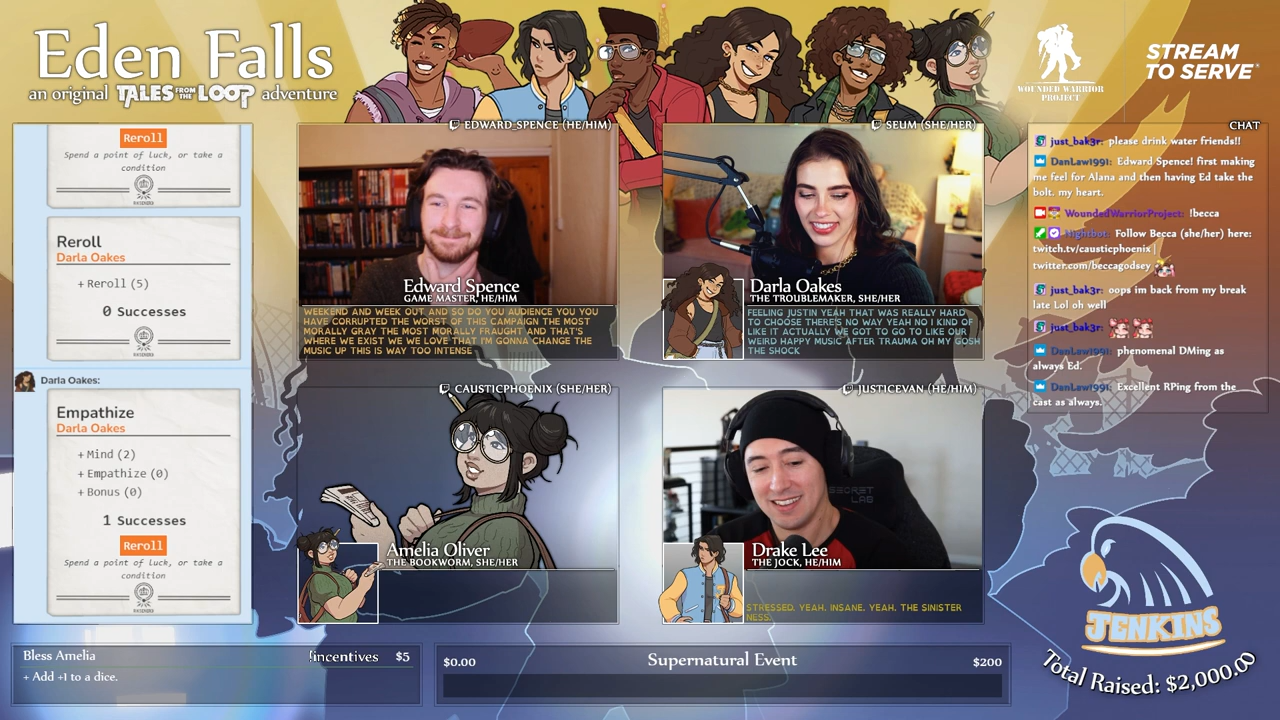 Eden Falls
an original TALES FROM THE LOOP adventure
WOUNDED WARRIOR
PROJECT
STREAM
TO SERVE
Reroll
Spend a point of luck, or take a
condition
Reroll
Darla Oakes
+ Reroll (5)
0 Successes
Darla Oakes:
Empathize
Darla Oakes
+ Mind (2)
+ Empathize (0)
+ Bonus (0)
1 Successes
Reroll
Spend a point of luck, or take a
condition
EDWARD_SPENCE (HE/HIM)
Edward Spence
GAME MASTER, HE/HIM
WEEKEND AND WEEK OUT AND SO DO YOU AUDIENCE YOU YOU
HAVE CORRUPTED THE WORST OF THIS CAMPAIGN THE MOST
MORALLY GRAY THE MOST MORALLY FRAUGHT AND THAT'S
WHERE WE EXIST WE WE LOVE THAT I'M GONNA CHANGE THE
MUSIC UP THIS IS WAY TOO INTENSE
SEUM (SHE/HER)
Darla Oakes
THE TROUBLEMAKER, SHE/HER
FEELING JUSTIN YEAH THAT WAS REALLY HARD
TO CHOOSE THERE'S NO WAY YEAH NO I KIND OF
LIKE IT ACTUALLY WE GOT TO GO TO LIKE OUR
WEIRD HAPPY MUSIC AFTER TRAUMA OH MY GOSH
THE SHOCK
CAUSTICPHOENIX (SHE/HER)
Amelia Oliver
THE BOOKWORM, SHE/HER
JUSTICEVAN (HE/HIM)
SECRET
LAB
Drake Lee
THE JOCK, HE/HIM
STRESSED. YEAH. INSANE. YEAH. THE SINISTER
NESS.
CHAT
just_bak3r: please drink water friends!!
DanLaw1991: Edward Spence! first making
me feel for Alana and then having Ed take the
bolt. my heart.
WoundedWarriorProject: !becca
Nightbot: Follow Becca (she/her) here:
twitch.tv/causticphoenix |
twitter.com/beccagodsey
just_bak3r: oops im back from my break
late Lol oh well
just_bak3r:
DanLaw1991: phenomenal DMing as
always Ed.
DanLaw1991: Excellent RPing from the
cast as always.
JENKINS
Total Raised: $2,000.00
Bless Amelia
!incentives $5
+ Add +1 to a dice.
$0.00
Supernatural Event
$200